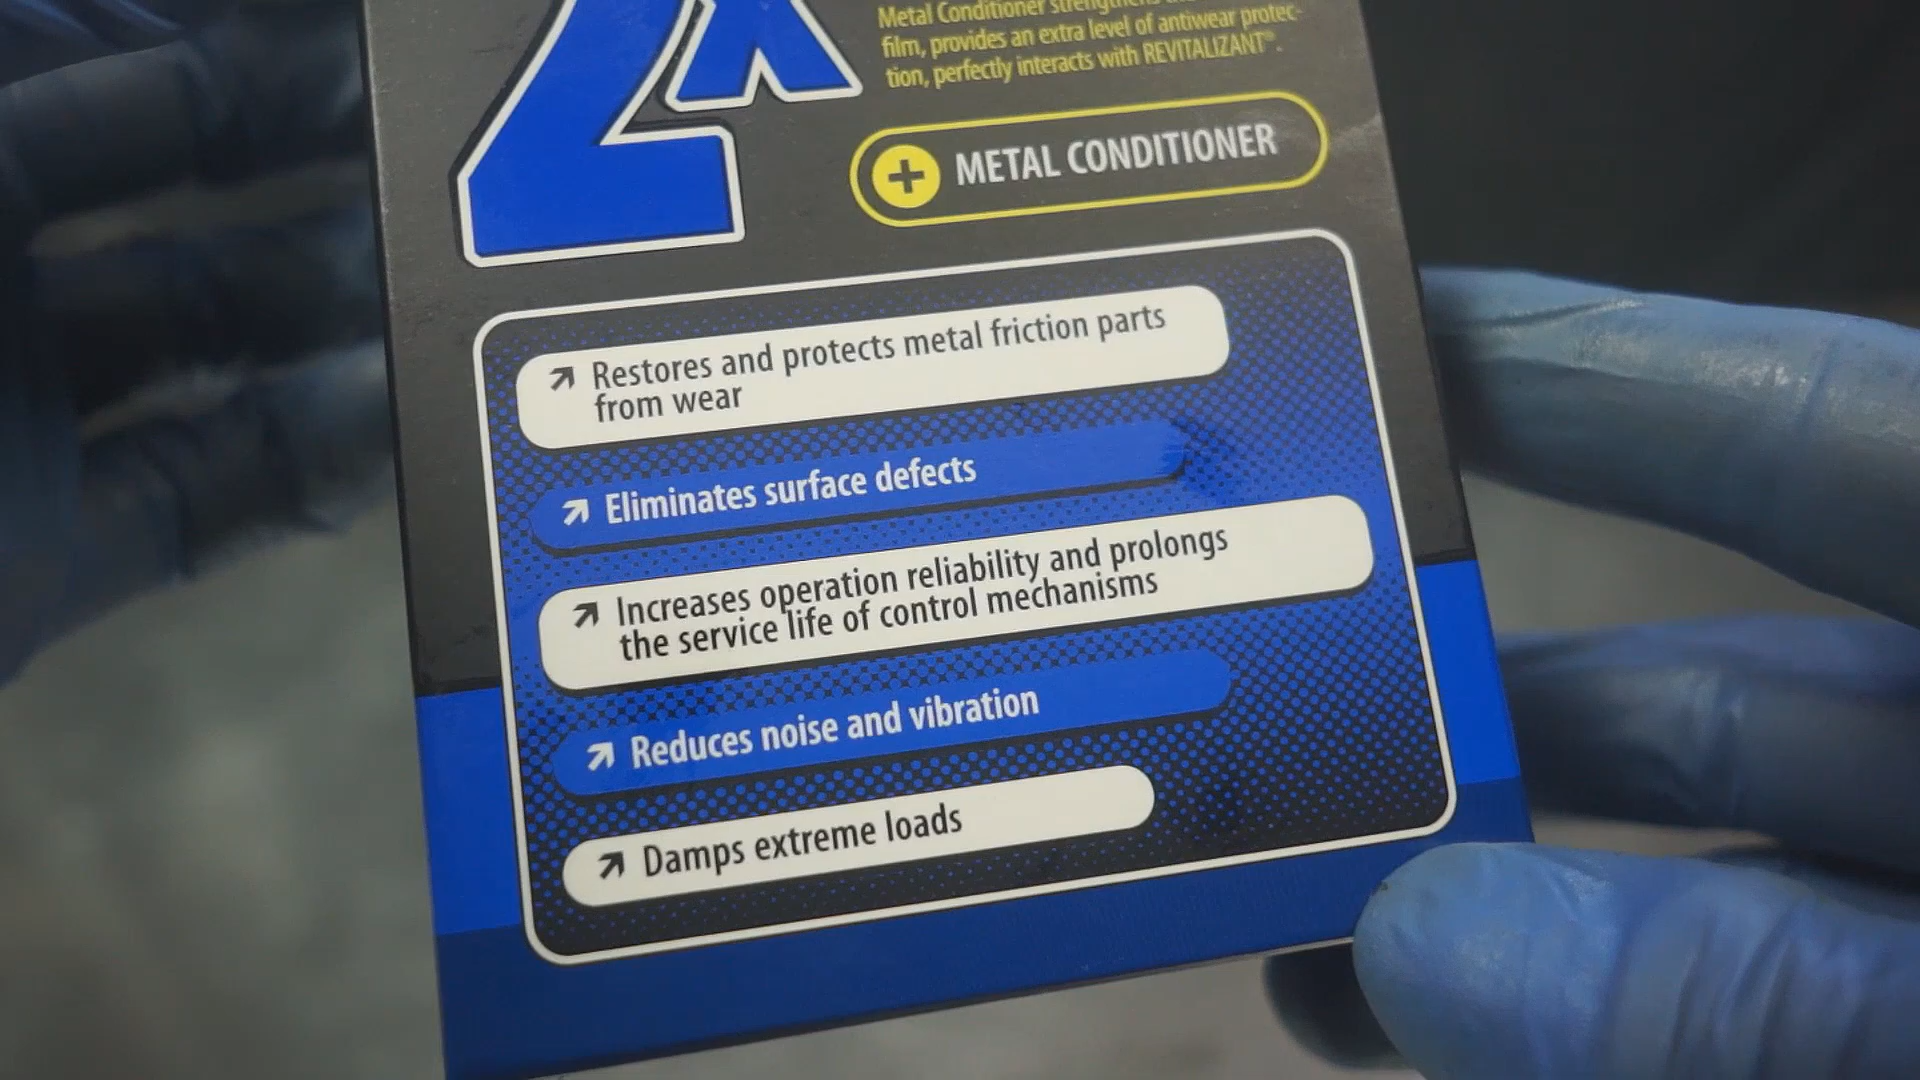 2x
Metal Conditioner strengthens
film, provides an extra level of antiwear protec-
tion, perfectly interacts with REVITALIZANT®.
+ METAL CONDITIONER
Restores and protects metal friction parts
from wear
Eliminates surface defects
Increases operation reliability and prolongs
the service life of control mechanisms
Reduces noise and vibration
Damps extreme loads